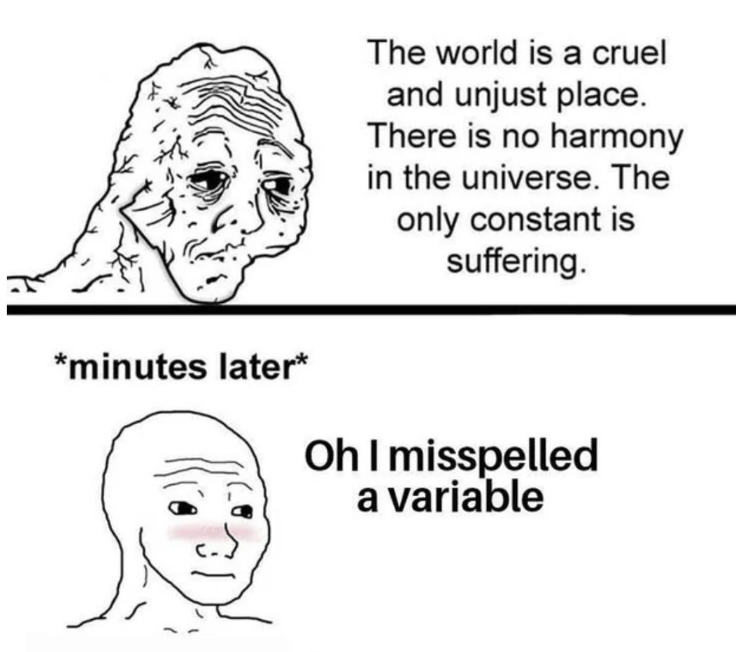 The world is a cruel
and unjust place.
There is no harmony
in the universe. The
only constant is
suffering.
*minutes later*
Oh I misspelled
a variable